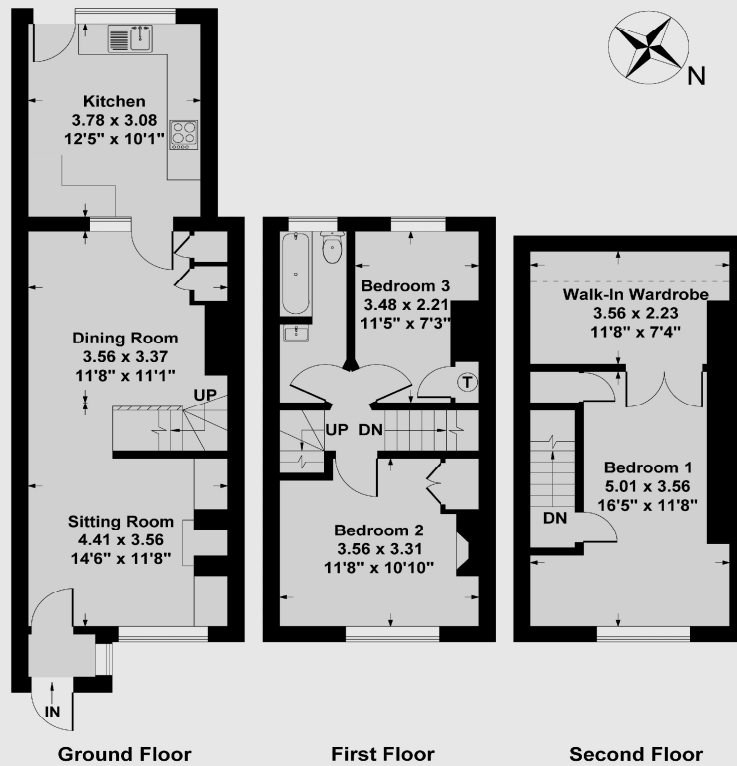 N
Kitchen
3.78 x 3.08
12'5" x 10'1"
Dining Room
3.56 x 3.37
11'8" x 11'1"
UP
Sitting Room
4.41 x 3.56
14'6" x 11'8"
IN
Ground Floor
Bedroom 3
3.48 x 2.21
11'5" x 7'3"
T
UP
DN
Bedroom 2
3.56 x 3.31
11'8" x 10'10"
First Floor
Walk-In Wardrobe
3.56 x 2.23
11'8" x 7'4"
Bedroom 1
5.01 x 3.56
16'5" x 11'8"
DN
Second Floor